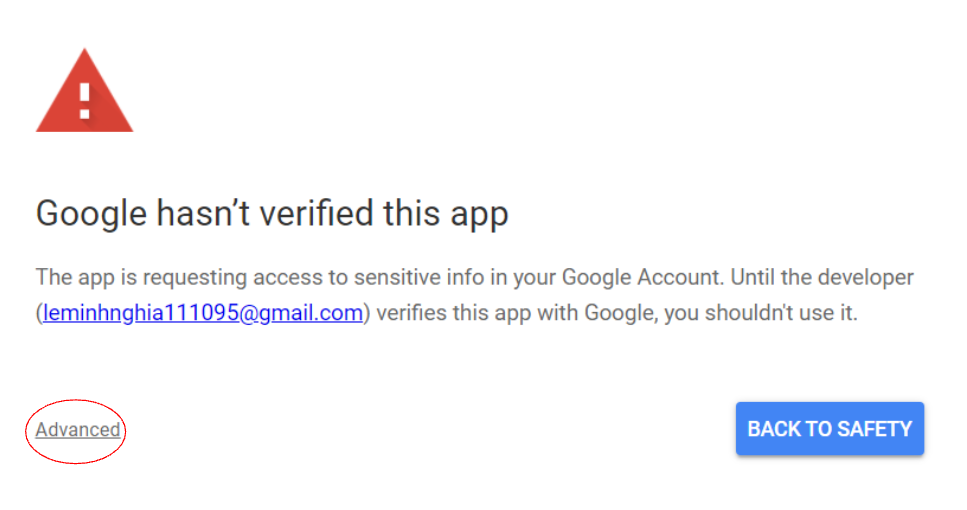 Google hasn’t verified this app
The app is requesting access to sensitive info in your Google Account. Until the developer
(leminhnghia111095@gmail.com) verifies this app with Google, you shouldn't use it.
Advanced
BACK TO SAFETY